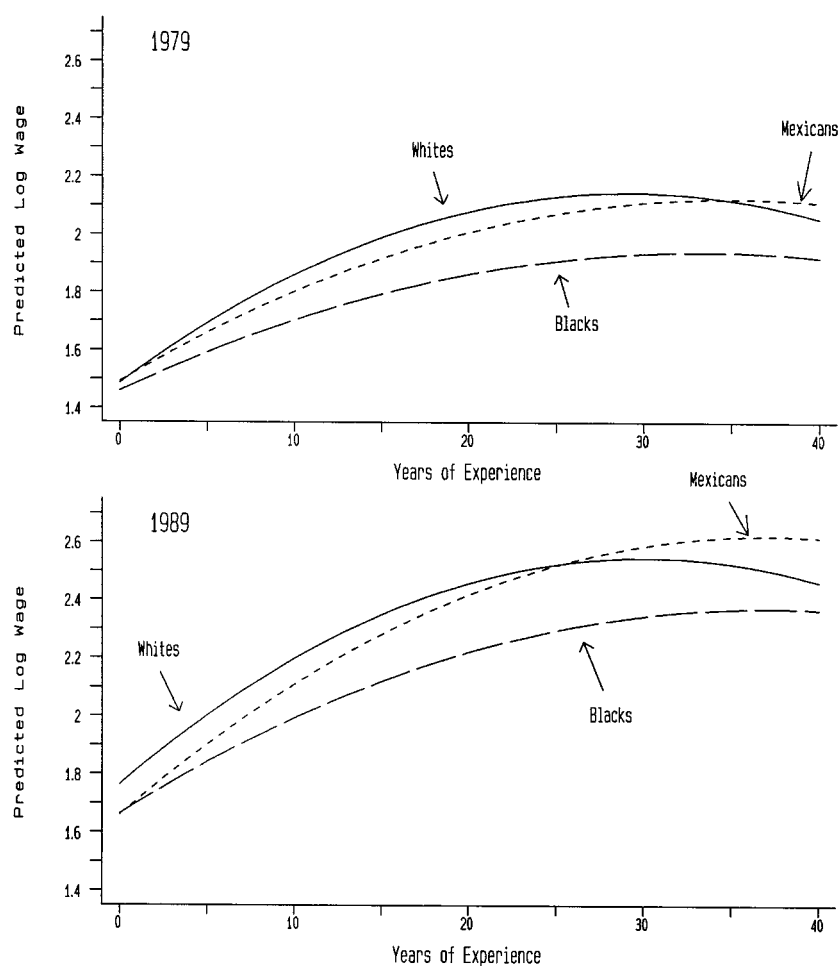 1979
2.6
2.4
2.2
2
1.8
1.6
1.4
Predicted Log Wage
Whites
Mexicans
Blacks
0 10 20 30 40
Years of Experience
1989
2.6
2.4
2.2
2
1.8
1.6
1.4
Predicted Log Wage
Mexicans
Whites
Blacks
0 10 20 30 40
Years of Experience